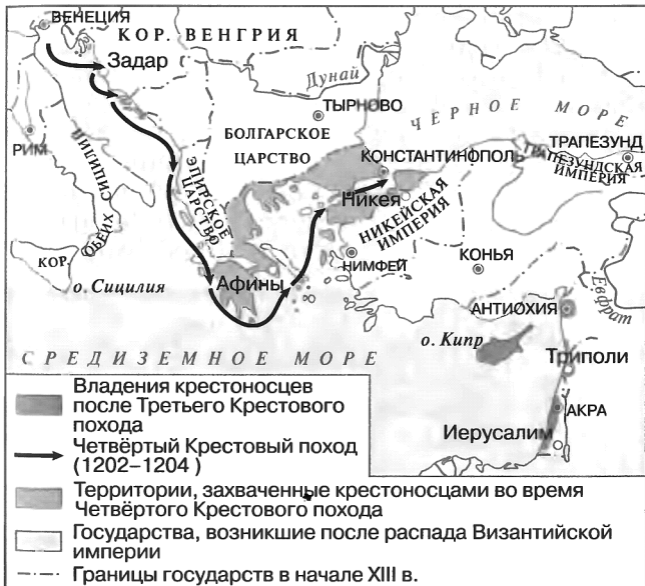 ВЕНЕЦИЯ
КОР. ВЕНГРИЯ
Задар
Дунай
ТЫРНОВО
ЧЕРНОЕ МОРЕ
РИМ
БОЛГАРСКОЕ
ЦАРСТВО
ТРАПЕЗУНД
ТРАПЕЗУНДСКАЯ
ИМПЕРИЯ
КОНСТАНТИНОПОЛЬ
ЭПИРСКОЕ
ЦАРСТВО
Никея
НИКЕЙСКАЯ
ИМПЕРИЯ
КОР.
ОБЕИХ
СИЦИЛИЙ
НИМФЕЙ
КОНЬЯ
Афины
о. Сицилия
Евфрат
АНТИОХИЯ
о. Кипр
Триполи
СРЕДИЗЕМНОЕ МОРЕ
АКРА
Иерусалим
Владения крестоносцев
после Третьего Крестового
похода
Четвёртый Крестовый поход
(1202–1204 )
Территории, захваченные крестоносцами во время
Четвёртого Крестового похода
Государства, возникшие после распада Византийской
империи
Границы государств в начале XIII в.